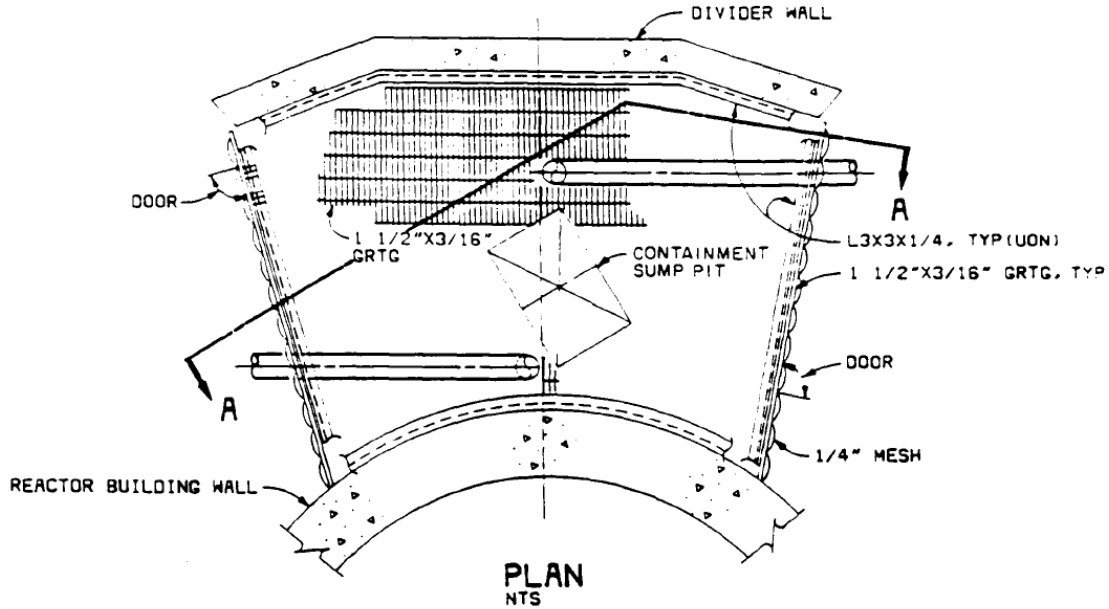 DIVIDER WALL
DOOR
A
1 1/2"X3/16"
GRTG
CONTAINMENT
SUMP PIT
L3X3X1/4, TYP(UON)
1 1/2"X3/16" GRTG, TYP
DOOR
A
1/4" MESH
REACTOR BUILDING WALL
PLAN
NTS